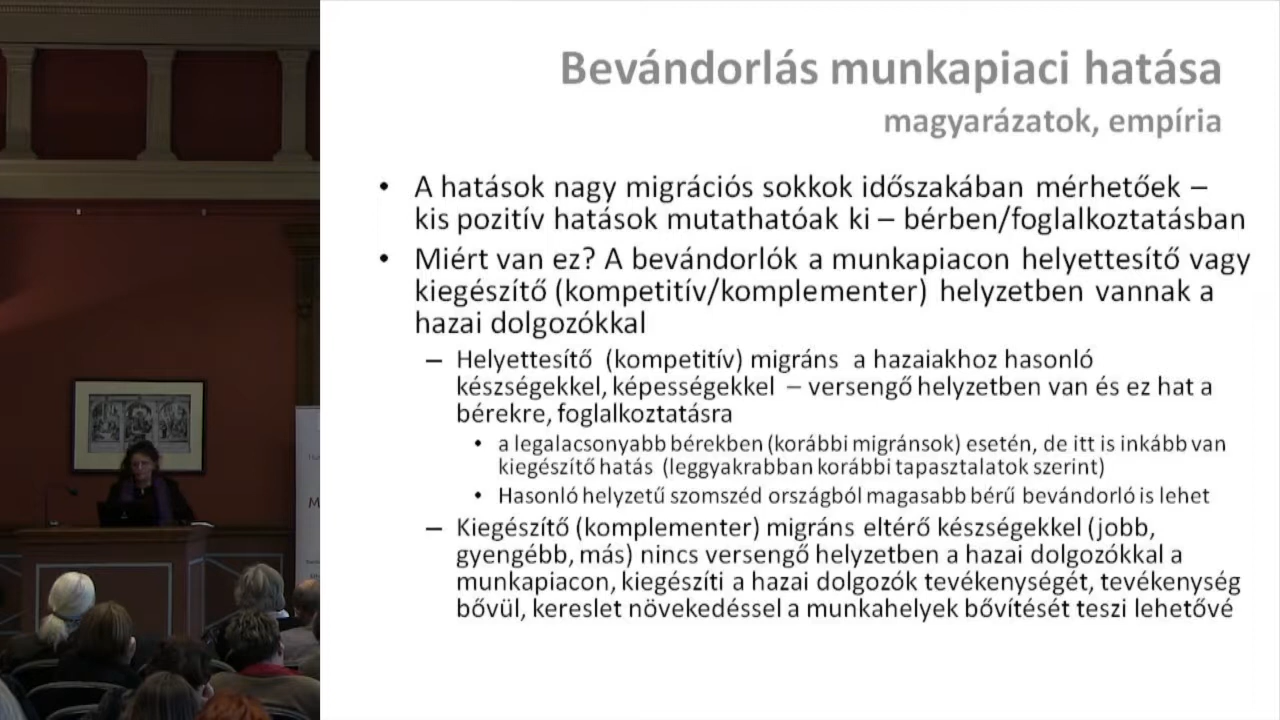 Bevándorlás munkapiaci hatása
magyarázatok, empíria
• A hatások nagy migrációs sokkok időszakában mérhetőek –
kis pozitív hatások mutathatóak ki – bérben/foglalkoztatásban
• Miért van ez? A bevándorlók a munkapiacon helyettesítő vagy
kiegészítő (kompetitív/komplementer) helyzetben vannak a
hazai dolgozókkal
– Helyettesítő (kompetitív) migráns a hazaiakhoz hasonló
készségekkel, képességekkel – versengő helyzetben van és ez hat a
bérekre, foglalkoztatásra
• a legalacsonyabb bérekben (korábbi migránsok) esetén, de itt is inkább van
kiegészítő hatás (leggyakrabban korábbi tapasztalatok szerint)
• Hasonló helyzetű szomszéd országból magasabb bérű bevándorló is lehet
– Kiegészítő (komplementer) migráns eltérő készségekkel (jobb,
gyengébb, más) nincs versengő helyzetben a hazai dolgozókkal a
munkapiacon, kiegészíti a hazai dolgozók tevékenységét, tevékenység
bővül, kereslet növekedéssel a munkahelyek bővítését teszi lehetővé